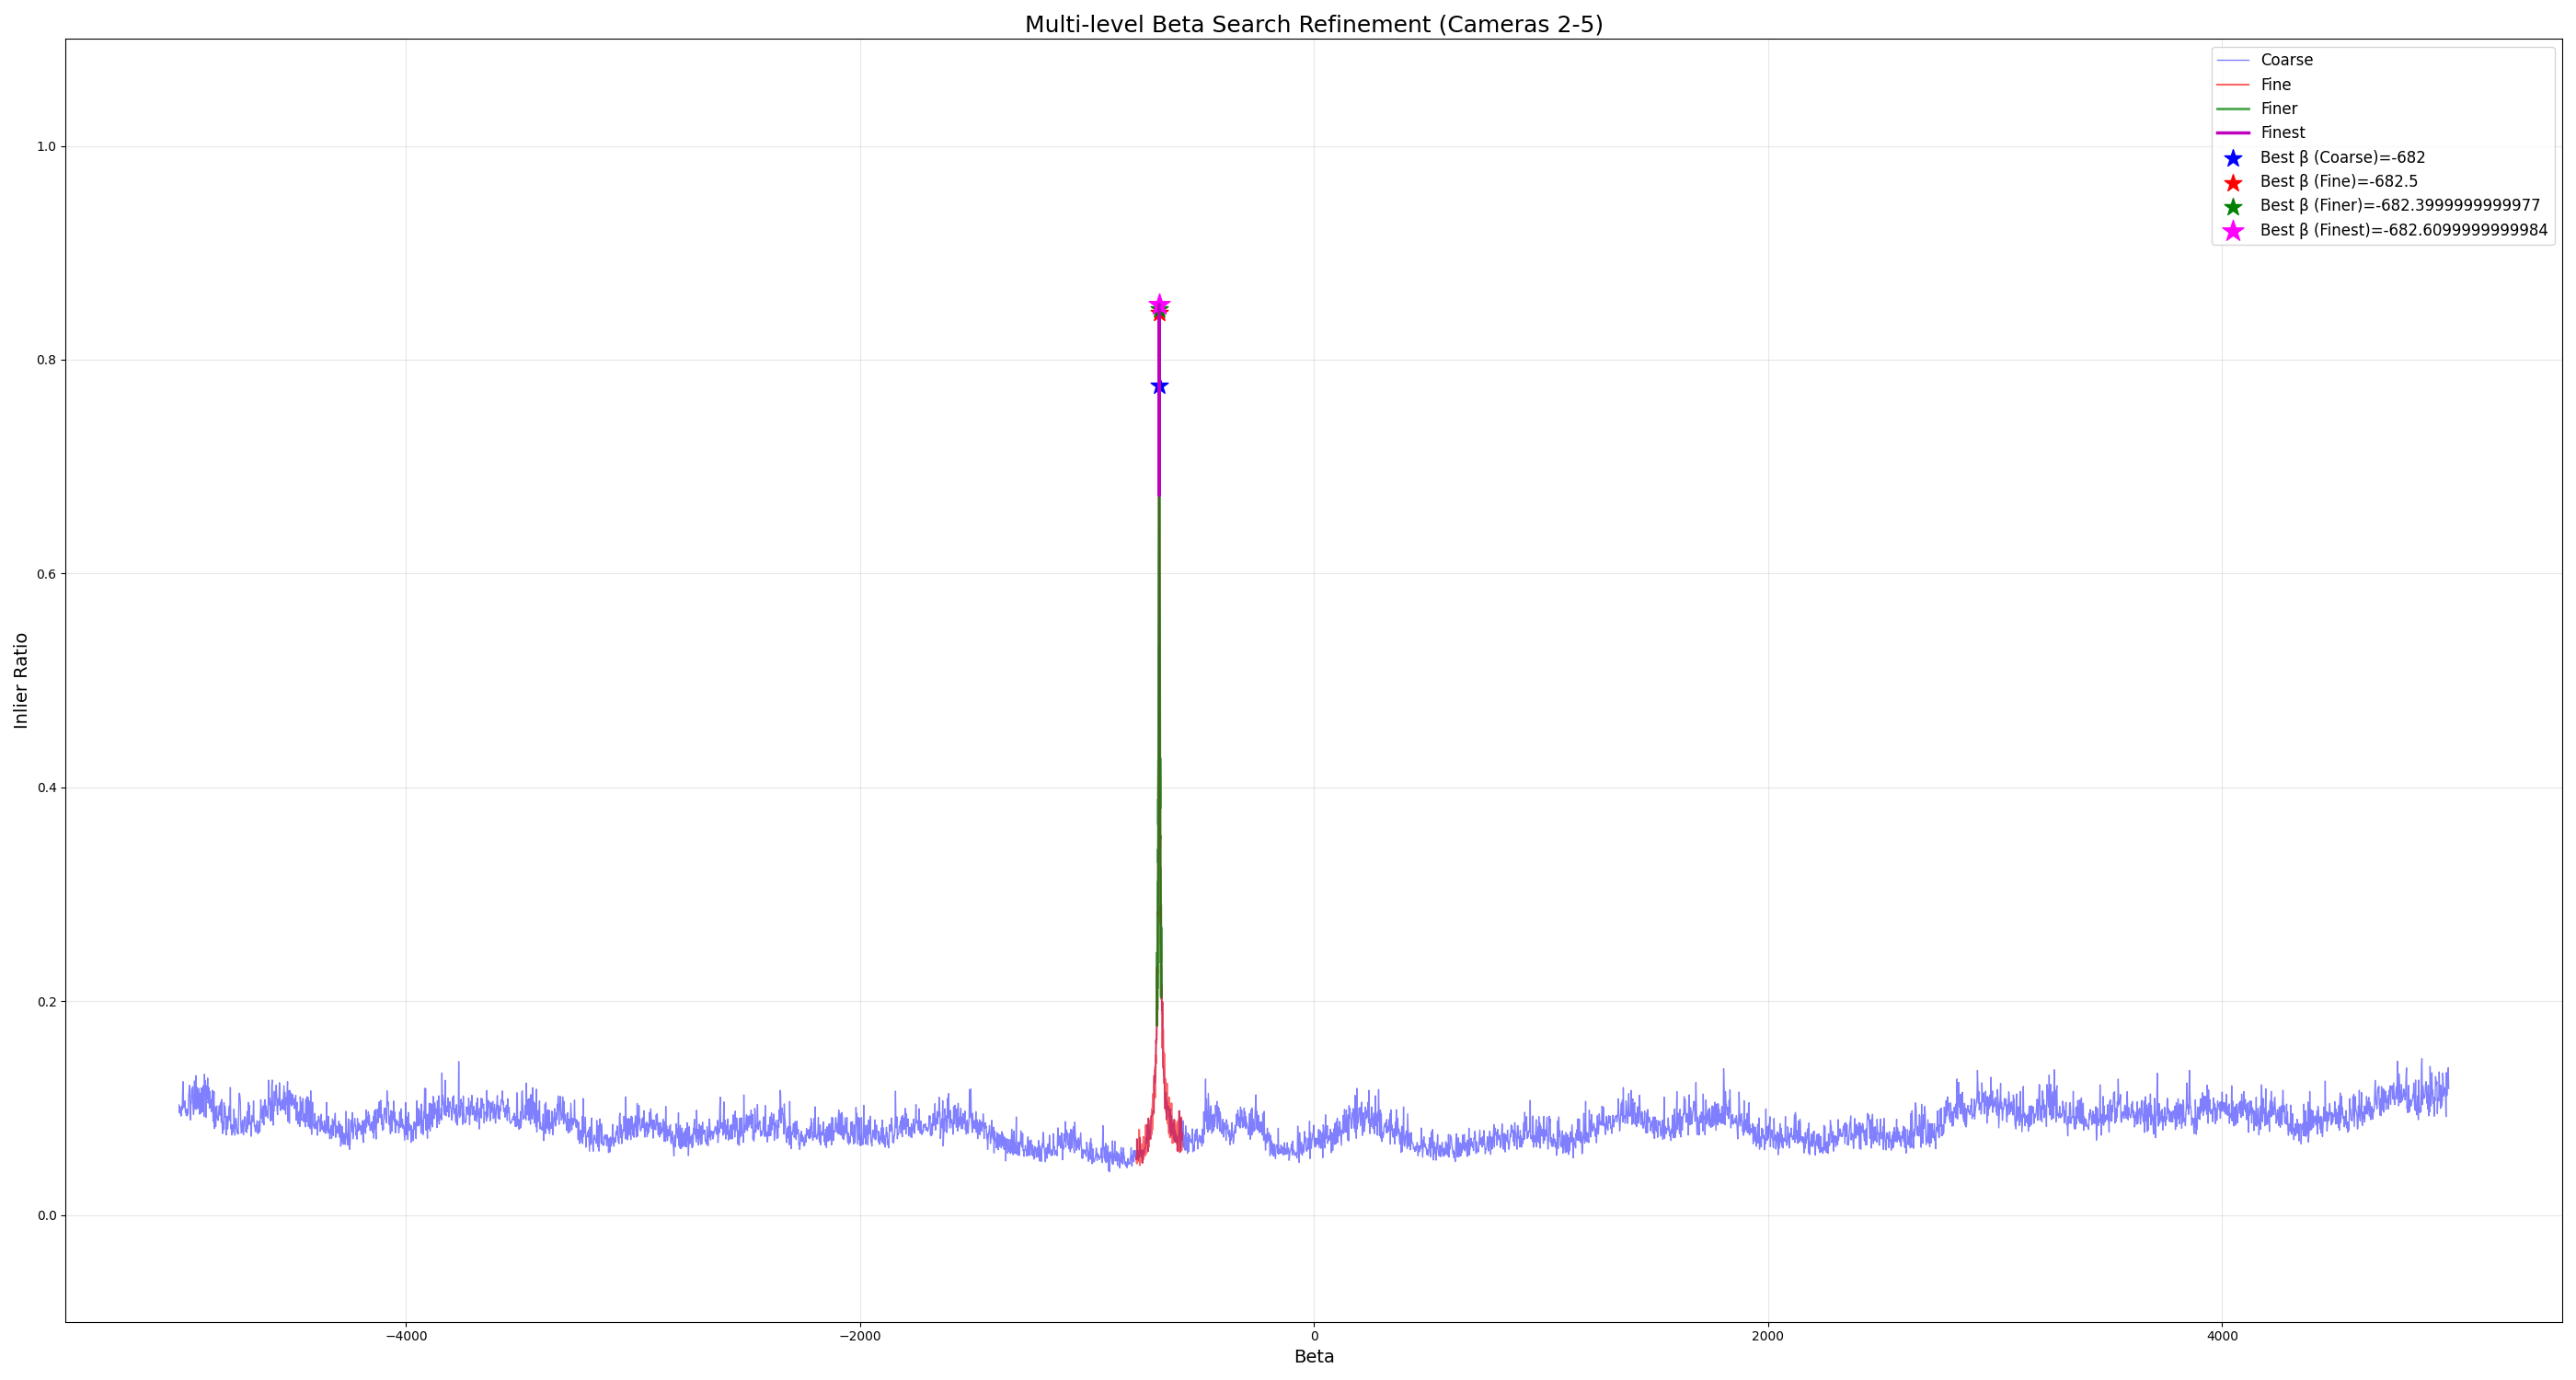 Multi-level Beta Search Refinement (Cameras 2-5)
Coarse
Fine
Finer
Finest
Best β (Coarse)=-682
Best β (Fine)=-682.5
Best β (Finer)=-682.3999999999977
Best β (Finest)=-682.6099999999984
1.0
0.8
0.6
0.4
0.2
0.0
Inlier Ratio
−4000
−2000
0
2000
4000
Beta